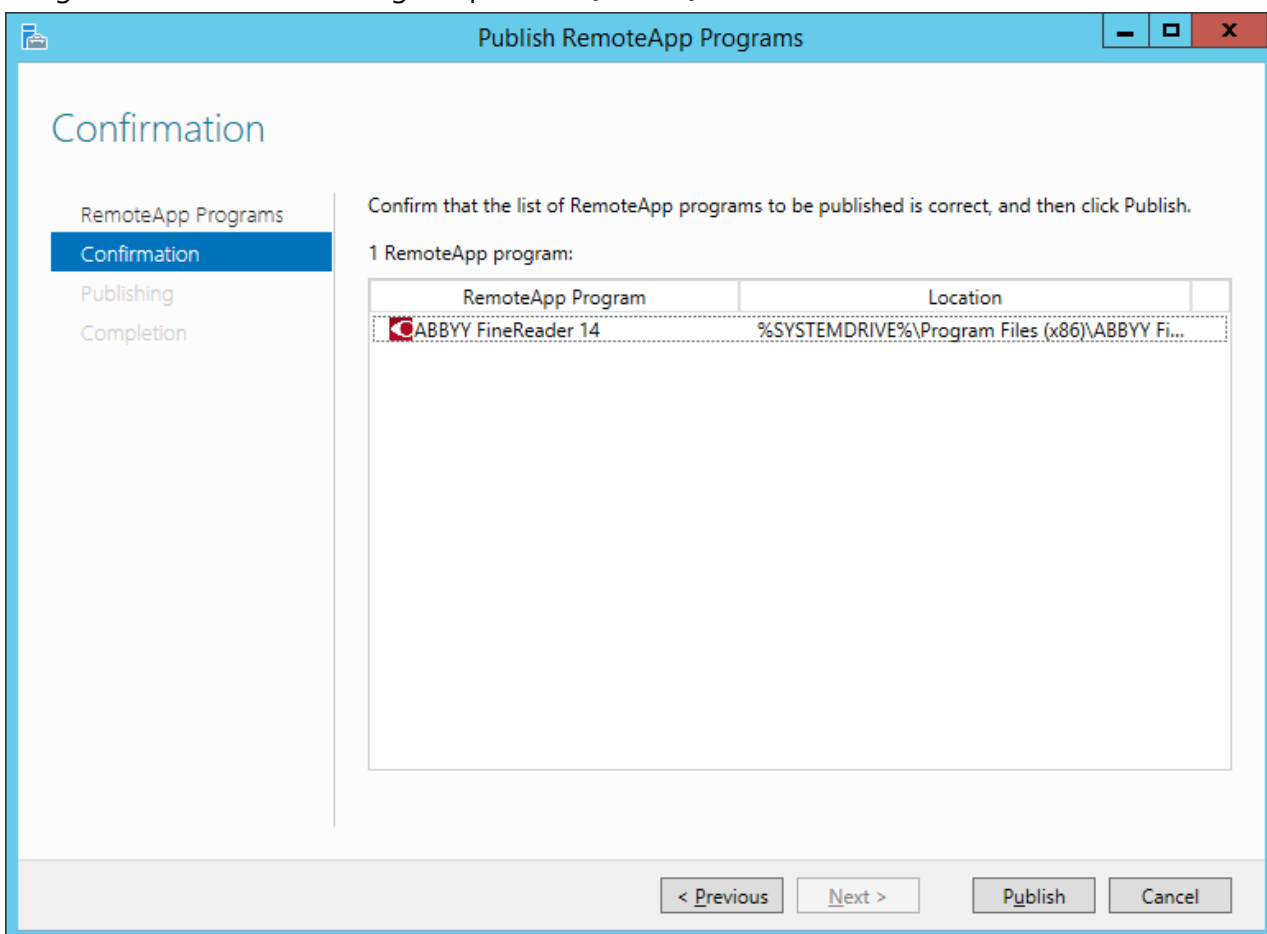 Publish RemoteApp Programs
Confirmation
RemoteApp Programs
Confirmation
Publishing
Completion
Confirm that the list of RemoteApp programs to be published is correct, and then click Publish.
1 RemoteApp program:
RemoteApp Program Location
ABBYY FineReader 14 %SYSTEMDRIVE%\Program Files (x86)\ABBYY Fi...
< Previous Next > Publish Cancel